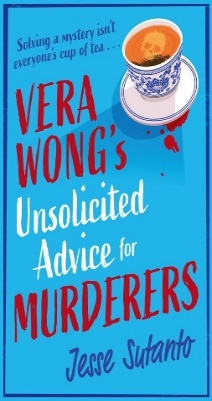 Solving a mystery isn't
everyone's cup of tea . . .
VERA
WONG's
Unsolicited
Advice for
MURDERERS
Jesse Sutanto